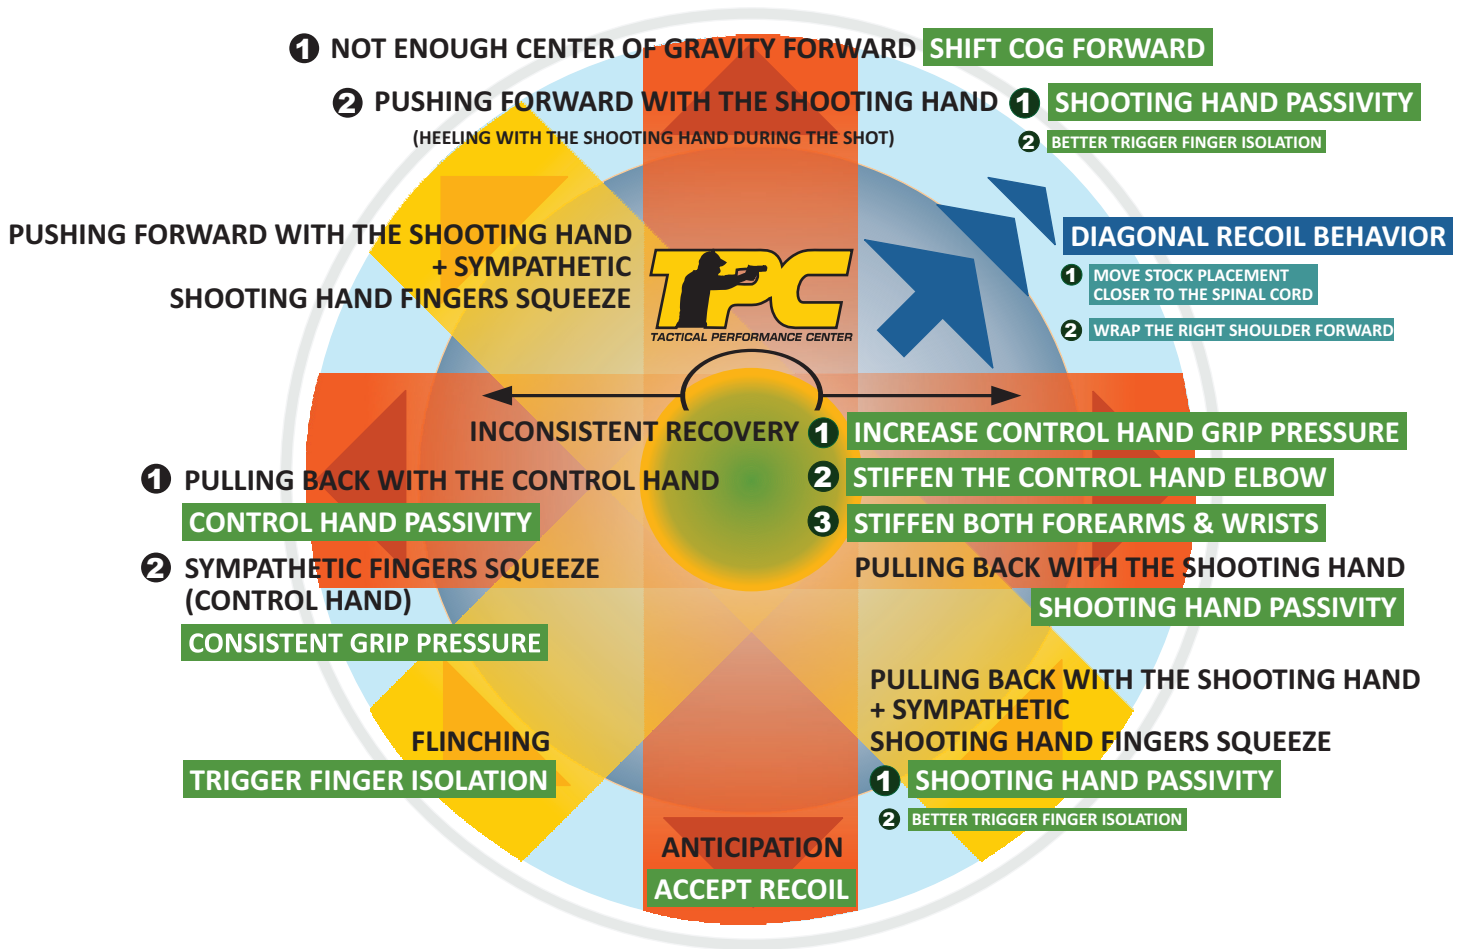 1 NOT ENOUGH CENTER OF GRAVITY FORWARD SHIFT COG FORWARD
2 PUSHING FORWARD WITH THE SHOOTING HAND 1 SHOOTING HAND PASSIVITY
(HEELING WITH THE SHOOTING HAND DURING THE SHOT) 2 BETTER TRIGGER FINGER ISOLATION
PUSHING FORWARD WITH THE SHOOTING HAND
+ SYMPATHETIC
SHOOTING HAND FINGERS SQUEEZE
TPC
TACTICAL PERFORMANCE CENTER
DIAGONAL RECOIL BEHAVIOR
1 MOVE STOCK PLACEMENT
CLOSER TO THE SPINAL CORD
2 WRAP THE RIGHT SHOULDER FORWARD
INCONSISTENT RECOVERY 1 INCREASE CONTROL HAND GRIP PRESSURE
2 STIFFEN THE CONTROL HAND ELBOW
3 STIFFEN BOTH FOREARMS & WRISTS
1 PULLING BACK WITH THE CONTROL HAND
CONTROL HAND PASSIVITY
2 SYMPATHETIC FINGERS SQUEEZE
(CONTROL HAND)
CONSISTENT GRIP PRESSURE
PULLING BACK WITH THE SHOOTING HAND
SHOOTING HAND PASSIVITY
FLINCHING
TRIGGER FINGER ISOLATION
PULLING BACK WITH THE SHOOTING HAND
+ SYMPATHETIC
SHOOTING HAND FINGERS SQUEEZE
1 SHOOTING HAND PASSIVITY
2 BETTER TRIGGER FINGER ISOLATION
ANTICIPATION
ACCEPT RECOIL